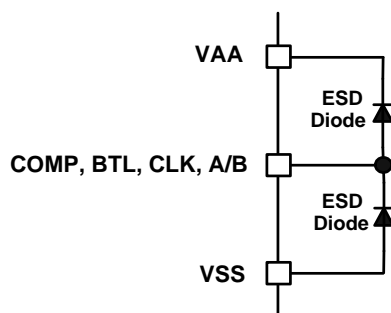 VAA
ESD
Diode
COMP, BTL, CLK, A/B
ESD
Diode
VSS